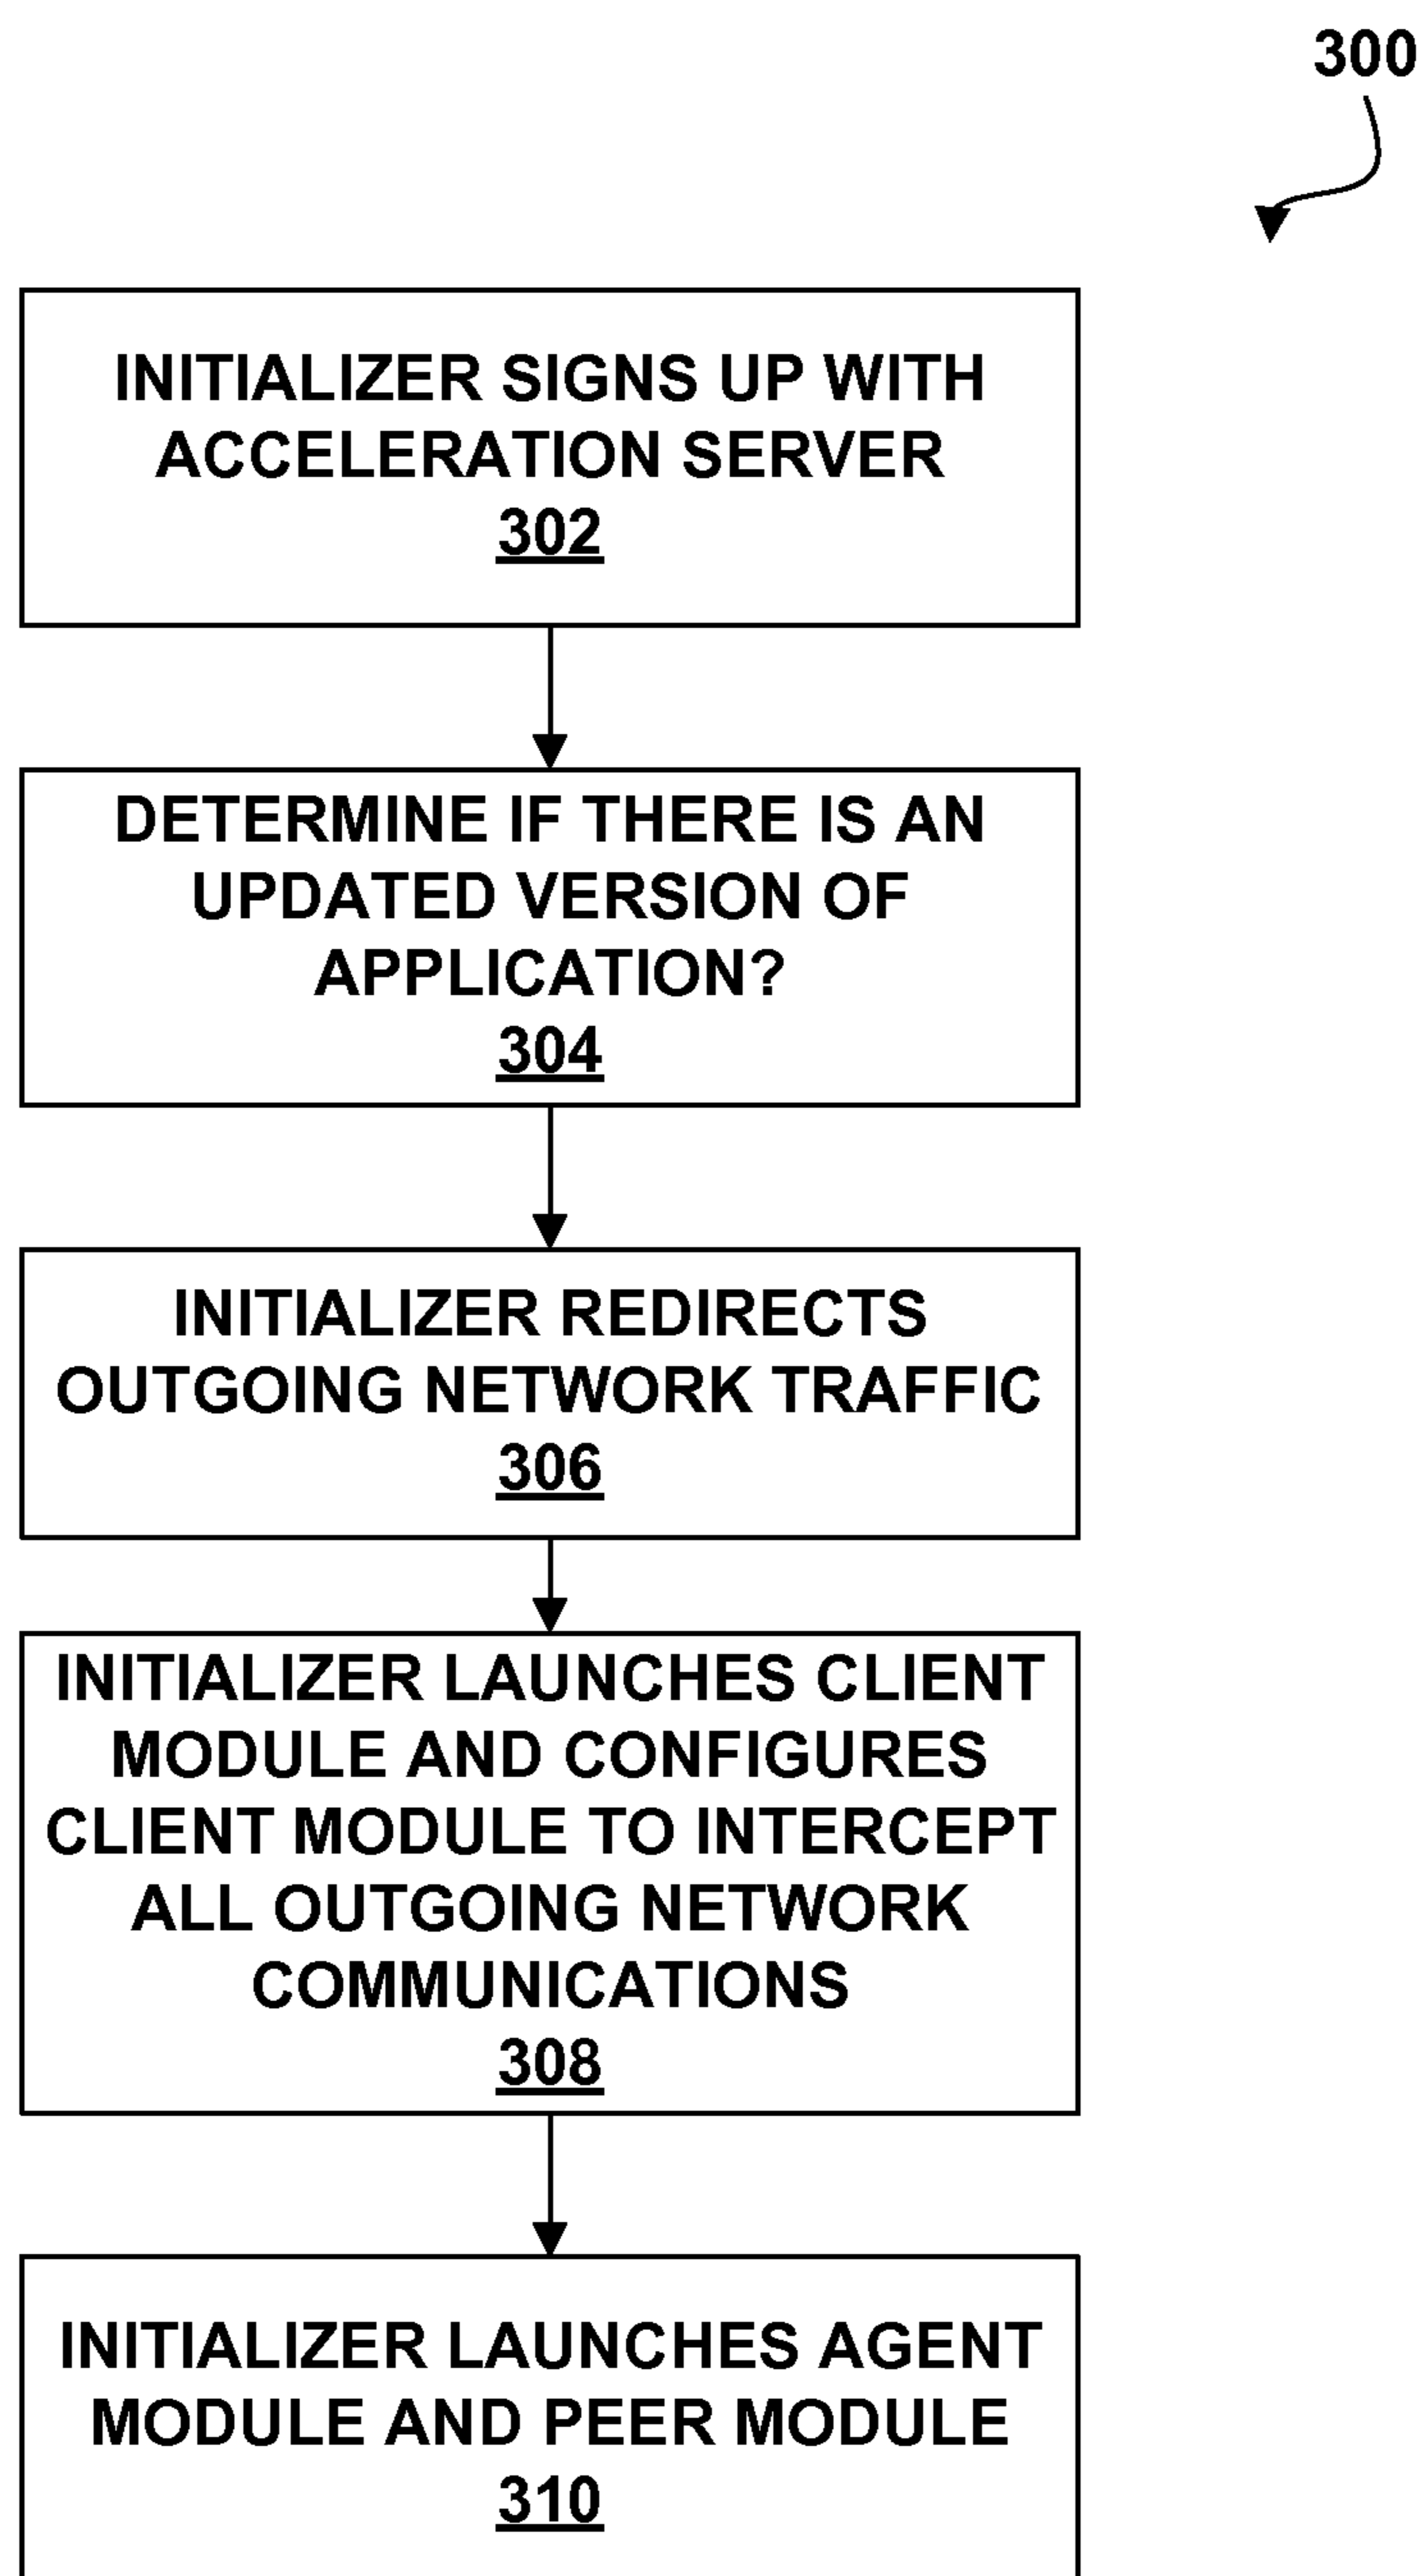 300
INITIALIZER SIGNS UP WITH
ACCELERATION SERVER
302
DETERMINE IF THERE IS AN
UPDATED VERSION OF
APPLICATION?
304
INITIALIZER REDIRECTS
OUTGOING NETWORK TRAFFIC
306
INITIALIZER LAUNCHES CLIENT
MODULE AND CONFIGURES
CLIENT MODULE TO INTERCEPT
ALL OUTGOING NETWORK
COMMUNICATIONS
308
INITIALIZER LAUNCHES AGENT
MODULE AND PEER MODULE
310